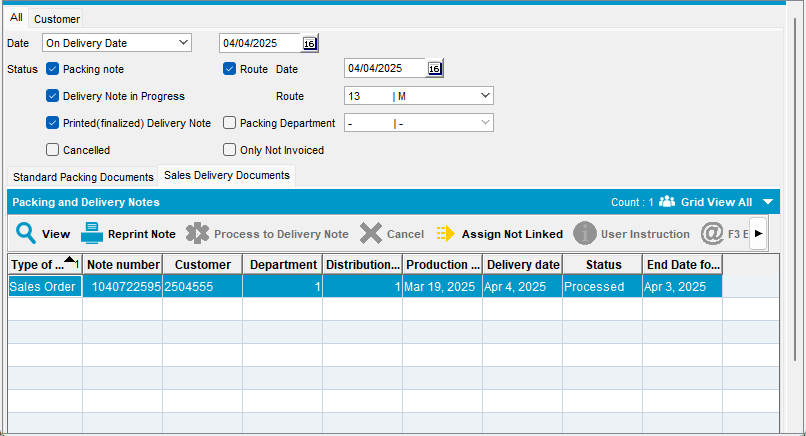 All Customer
Date On Delivery Date 04/04/2025 16
Status Packing note Route Date 04/04/2025 16
Delivery Note in Progress Route 13 | M
Printed(finalized) Delivery Note Packing Department - | -
Cancelled Only Not Invoiced
Standard Packing Documents Sales Delivery Documents
Packing and Delivery Notes Count : 1 Grid View All
View Reprint Note Process to Delivery Note Cancel Assign Not Linked User Instruction @ F3 E
Type of ... 1 Note number Customer Department Distribution... Production ... Delivery date Status End Date fo...
Sales Order 1040722595 2504555 1 1 Mar 19, 2025 Apr 4, 2025 Processed Apr 3, 2025